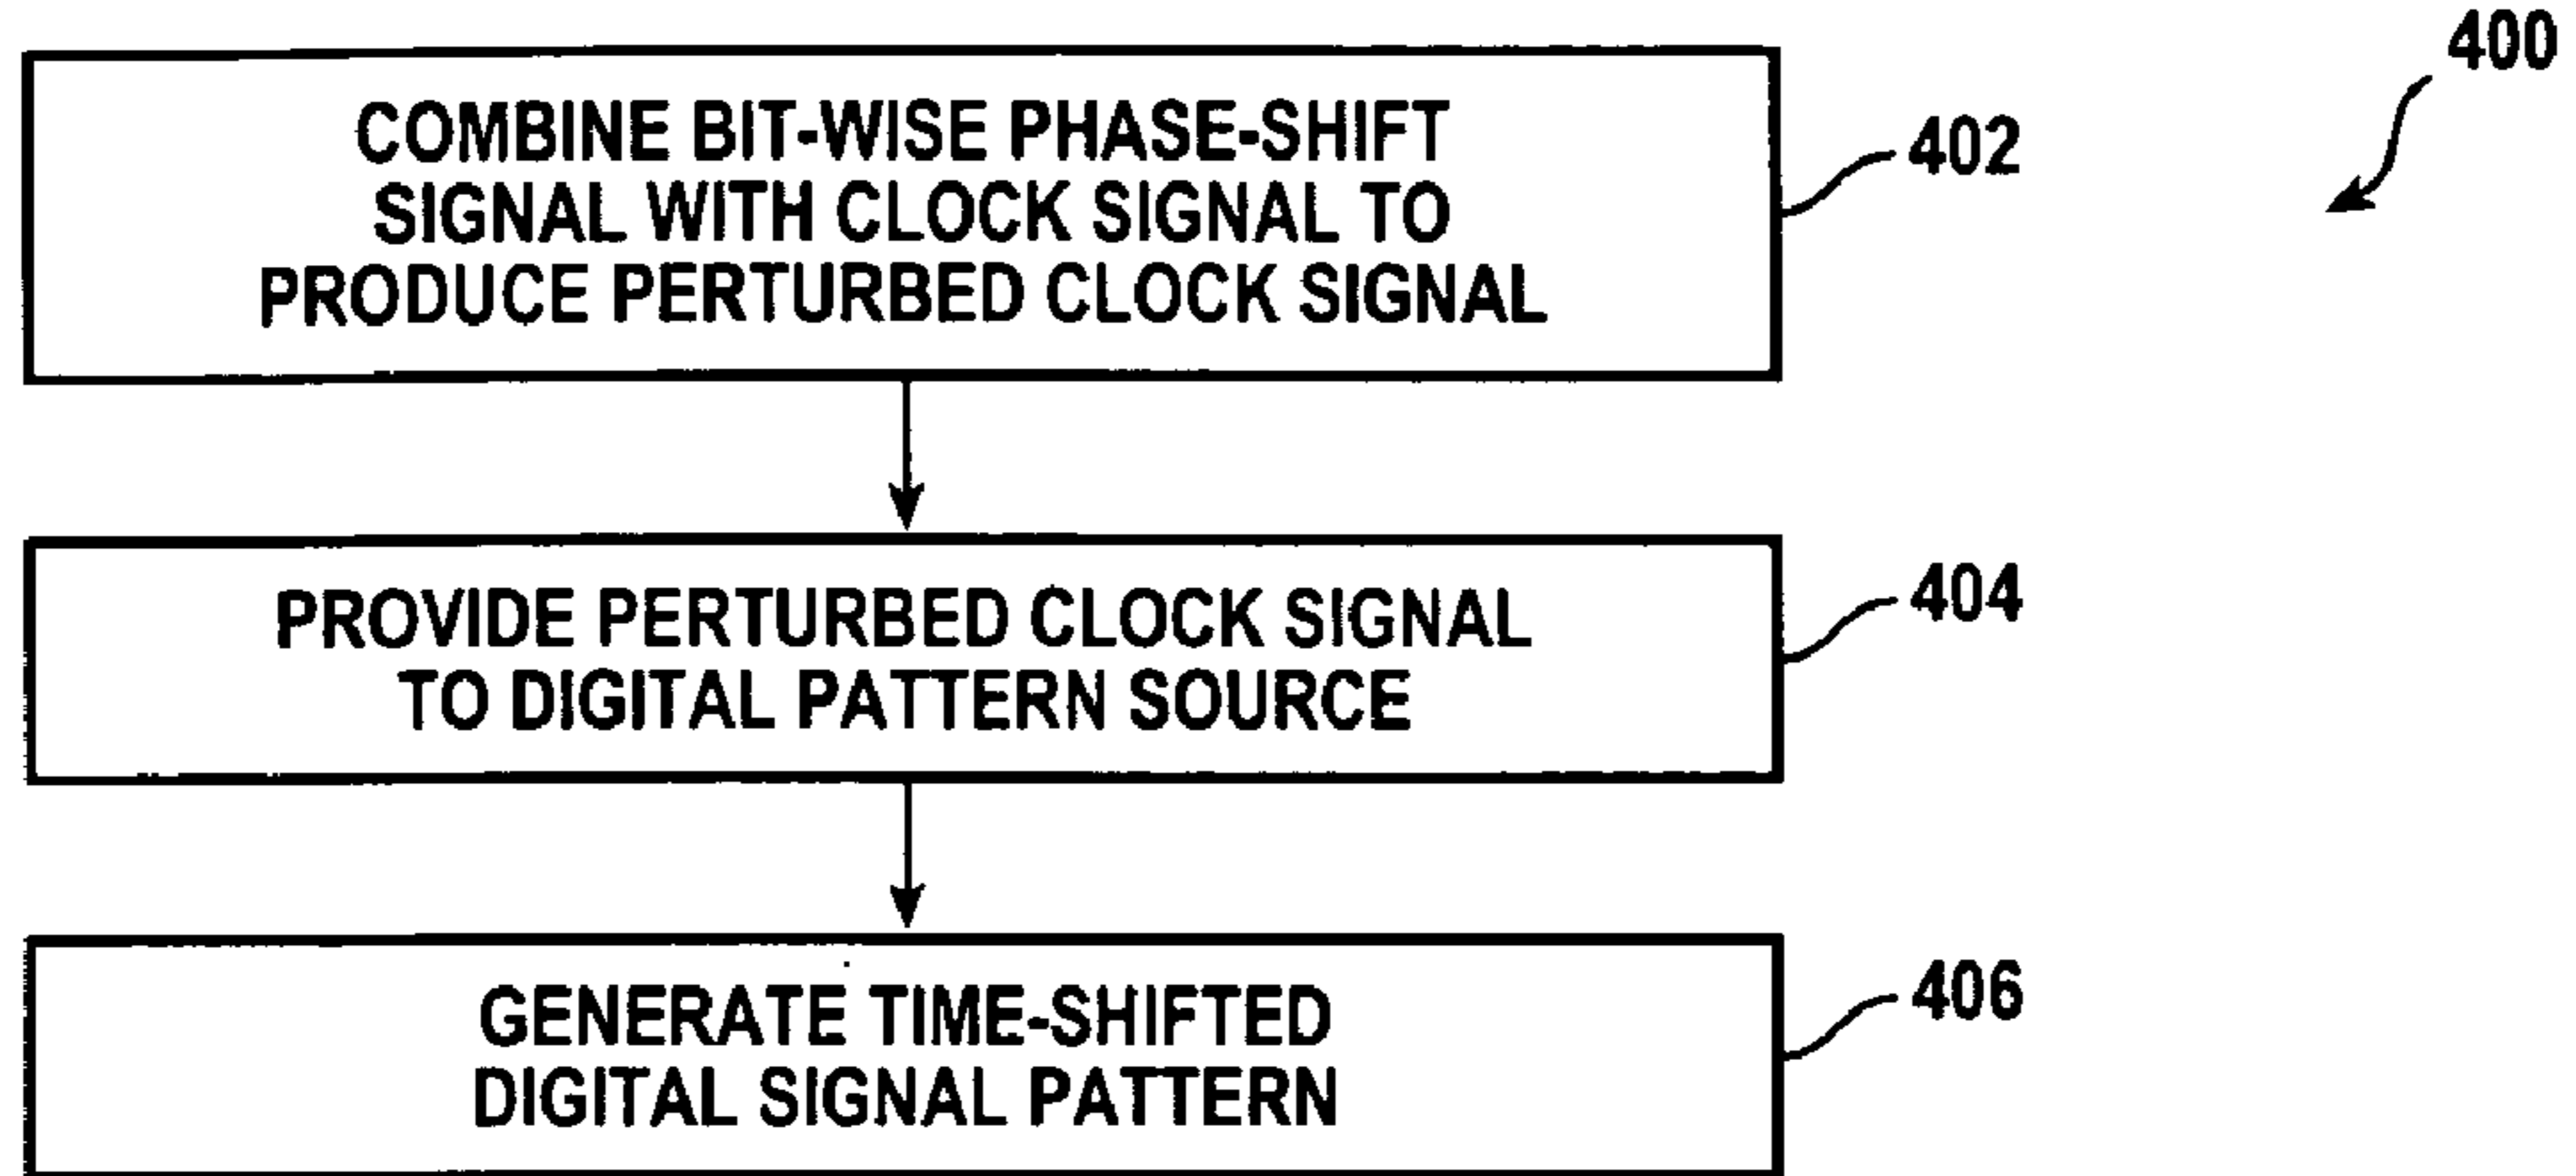 400
COMBINE BIT-WISE PHASE-SHIFT
SIGNAL WITH CLOCK SIGNAL TO
PRODUCE PERTURBED CLOCK SIGNAL
402
PROVIDE PERTURBED CLOCK SIGNAL
TO DIGITAL PATTERN SOURCE
404
GENERATE TIME-SHIFTED
DIGITAL SIGNAL PATTERN
406